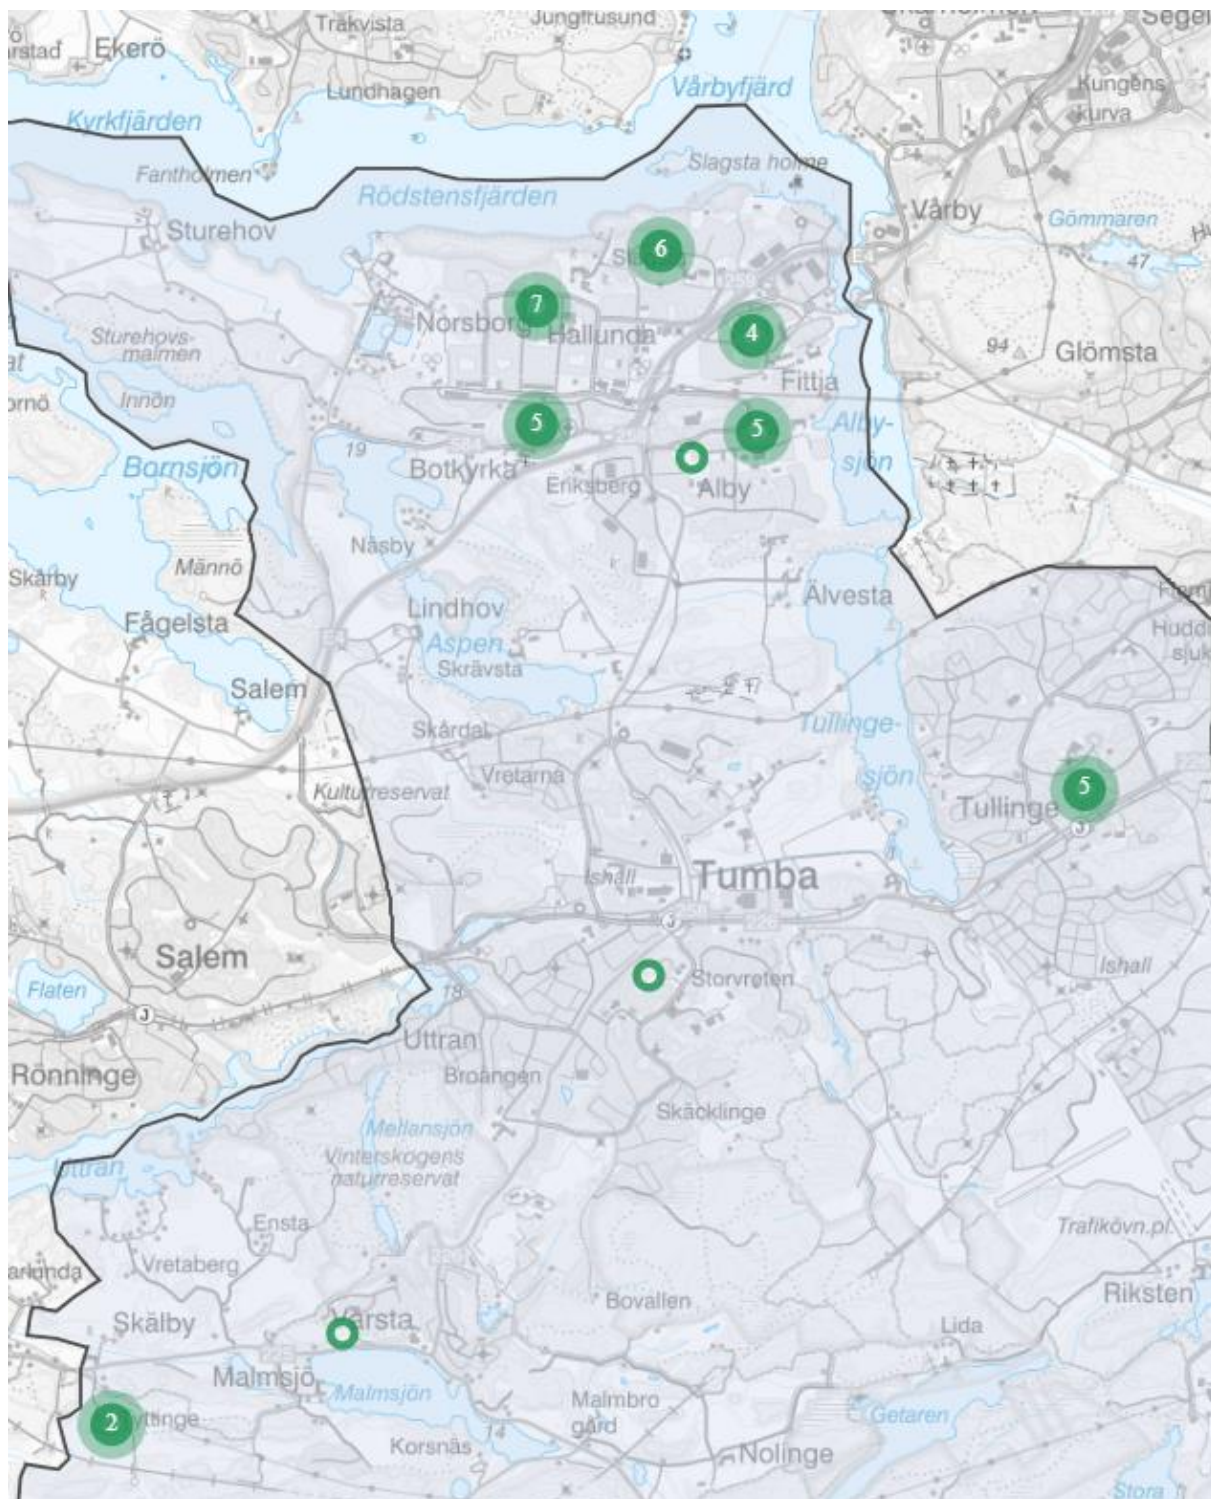 Träkvista
Jungfrusund
Ekerö
Lundhagen
Vårbyfjärd
Kungens
kurva
Kyrkfjärden
Fantholmen
Slagsta holme
Rödstensfjärden
Vårby
Gömmaren
Sturehov
6
E4
47
7
Norsborg
Hallunda
4
Sturehovs-
malmen
94
Glömsta
Fittja
Innön
5
5
Alby-
sjön
19
Botkyrka
Bornsjön
Eriksberg
Alby
Näsby
Männö
Skårby
Älvesta
Lindhov
Fågelsta
Aspen
Skrävsta
Salem
Skårdal
Tullinge-
sjön
Vretarna
Kulturreservat
5
Tullinge
J
Ishall
Tumba
J
Salem
Storvreten
Ishall
Flaten
18
J
Uttran
Rönninge
Broängen
Skäcklinge
Mellansjön
Vinterskogens
naturreservat
Uttran
Ensta
Trafikövn.pl.
Vretaberg
Riksten
Bovallen
Skälby
Vårsta
Lida
Malmsjö
Malmsjön
Malmbro
gård
Getaren
2
Korsnäs
14
Nolinge
Stora